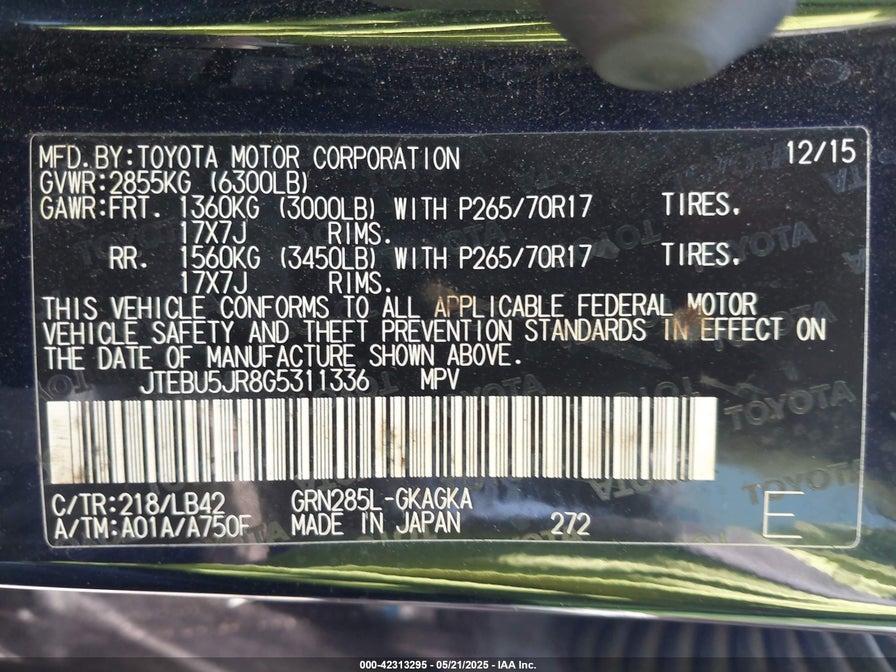 MFD.BY:TOYOTA MOTOR CORPORATION 12/15
GVWR:2855KG (6300LB)
GAWR:FRT. 1360KG (3000LB) WITH P265/70R17 TIRES.
17X7J RIMS.
RR. 1560KG (3450LB) WITH P265/70R17 TIRES.
17X7J RIMS.
THIS VEHICLE CONFORMS TO ALL APPLICABLE FEDERAL MOTOR
VEHICLE SAFETY AND THEFT PREVENTION STANDARDS IN EFFECT ON
THE DATE OF MANUFACTURE SHOWN ABOVE.
JTEBU5JR8G5311336 MPV
TOYOTA
C/TR:218/LB42 GRN285L-GKAGKA
A/TM:A01A/A750F MADE IN JAPAN 272 E
000-42313295 - 05/21/2025 - IAA Inc.